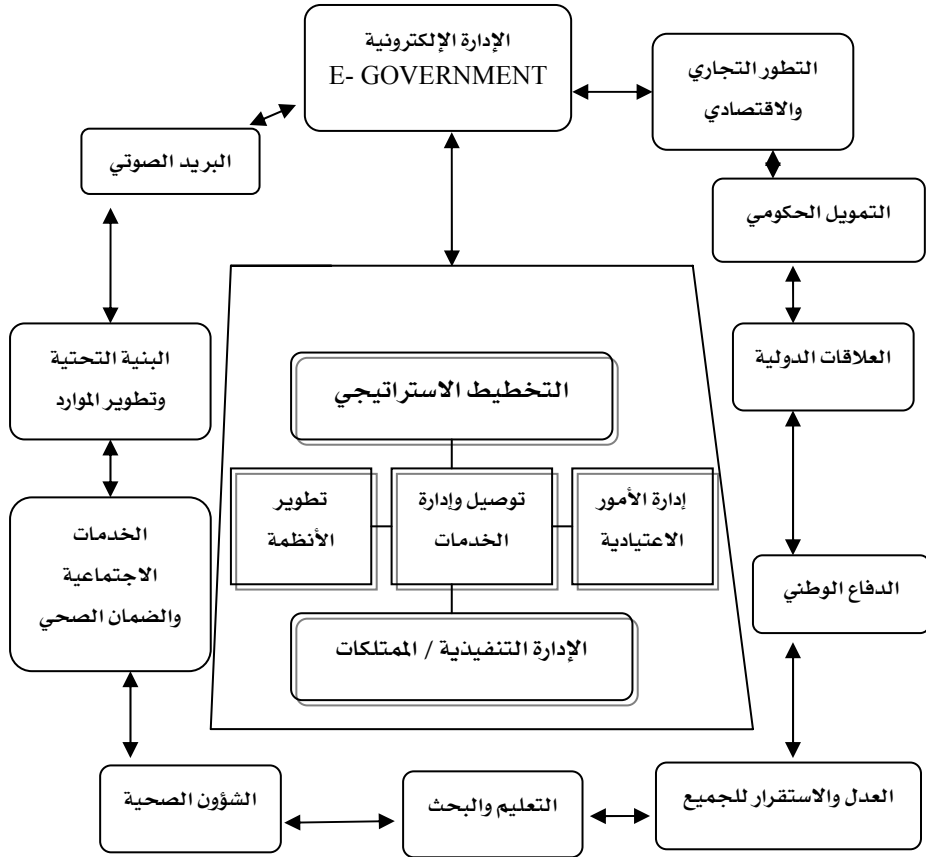 الإدارة الإلكترونية
E- GOVERNMENT
التطور التجاري
والاقتصادي
البريد الصوتي
التمويل الحكومي
البنية التحتية
وتطوير الموارد
العلاقات الدولية
التخطيط الاستراتيجي
إدارة الأمور
الاعتيادية
توصيل وإدارة
الخدمات
تطوير
الأنظمة
الخدمات
الاجتماعية
والضمان الصحي
الدفاع الوطني
الإدارة التنفيذية / الممتلكات
العدل والاستقرار للجميع
التعليم والبحث
الشؤون الصحية